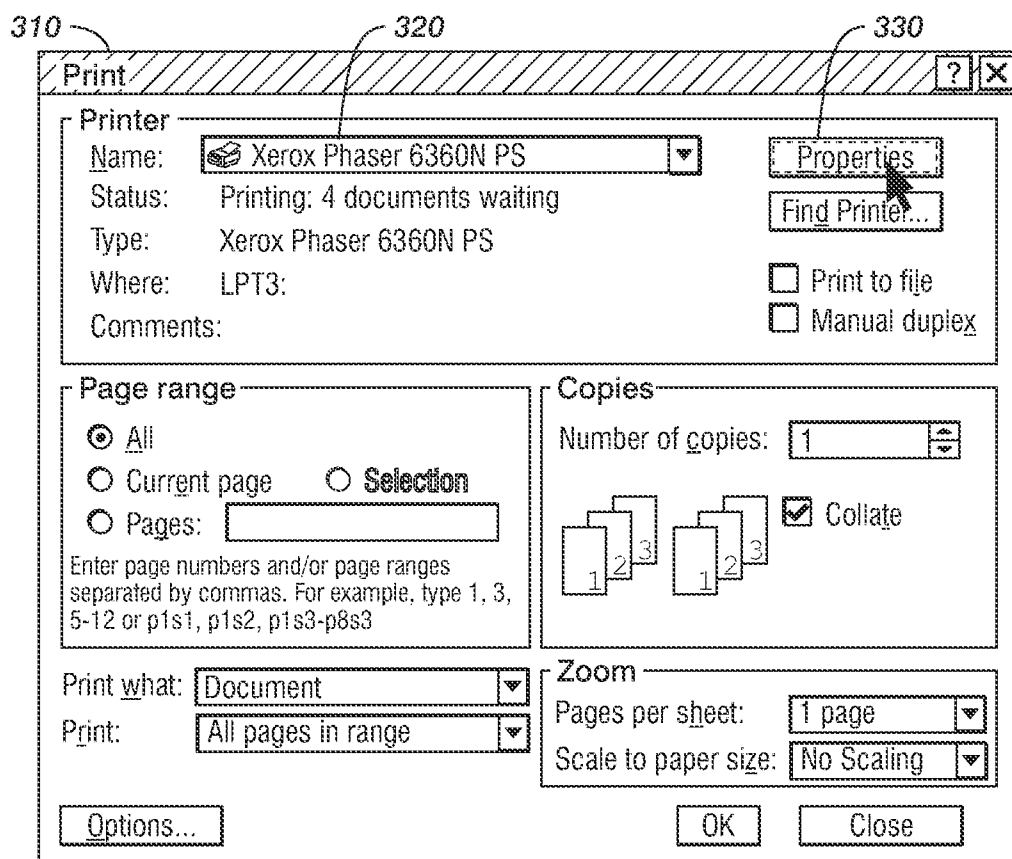 310 320 330
Print ? X
Printer
Name: Xerox Phaser 6360N PS Properties
Status: Printing: 4 documents waiting Find Printer...
Type: Xerox Phaser 6360N PS
Where: LPT3: Print to file
Comments: Manual duplex
Page range
All
Current page Selection
Pages:
Enter page numbers and/or page ranges
separated by commas. For example, type 1, 3,
5-12 or p1s1, p1s2, p1s3-p8s3
Copies
Number of copies: 1
Collate
1 2 3 1 2 3
Print what: Document
Print: All pages in range
Zoom
Pages per sheet: 1 page
Scale to paper size: No Scaling
Options... OK Close